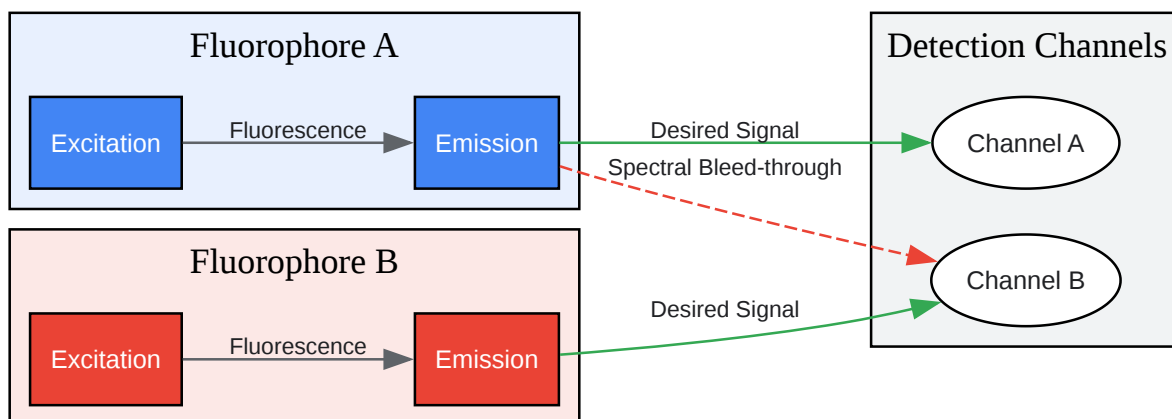 Fluorophore A
Excitation
Fluorescence
Emission
Desired Signal
Spectral Bleed-through
Fluorophore B
Excitation
Fluorescence
Emission
Desired Signal
Detection Channels
Channel A
Channel B